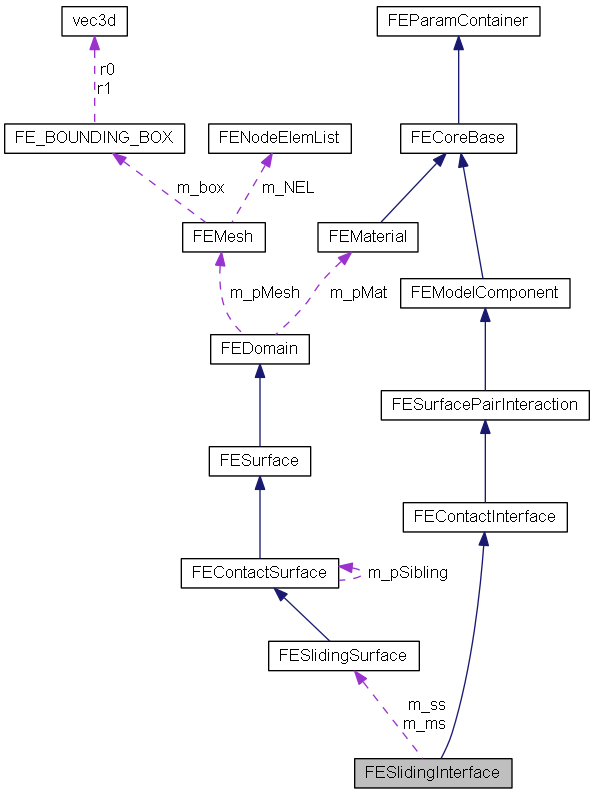 vec3d
FEParamContainer
r0
r1
FE_BOUNDING_BOX
FENodeElemList
FECoreBase
m_box
m_NEL
FEMesh
FEMaterial
m_pMesh
m_pMat
FEModelComponent
FEDomain
FESurfacePairInteraction
FESurface
FEContactInterface
FEContactSurface
m_pSibling
FESlidingSurface
m_ss
m_ms
FESlidingInterface